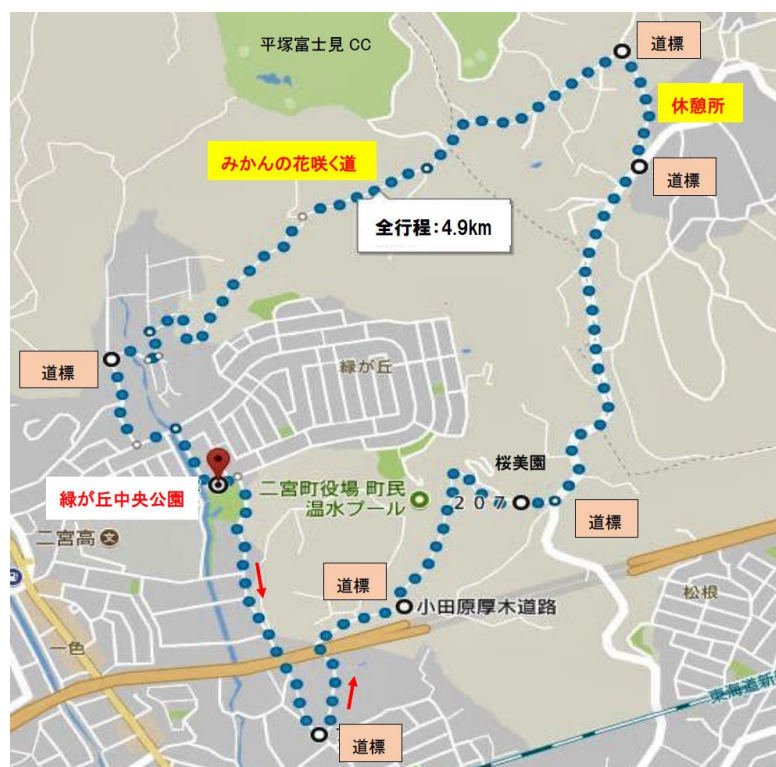 平塚富士見 CC
道標
休憩所
みかんの花咲く道
道標
全行程：4.9km
道標
緑が丘
桜美園
緑が丘中央公園
二宮町役場 町民
温水プール
207
道標
二宮高
文
道標
小田原厚木道路
松根
一色
東海道新
道標